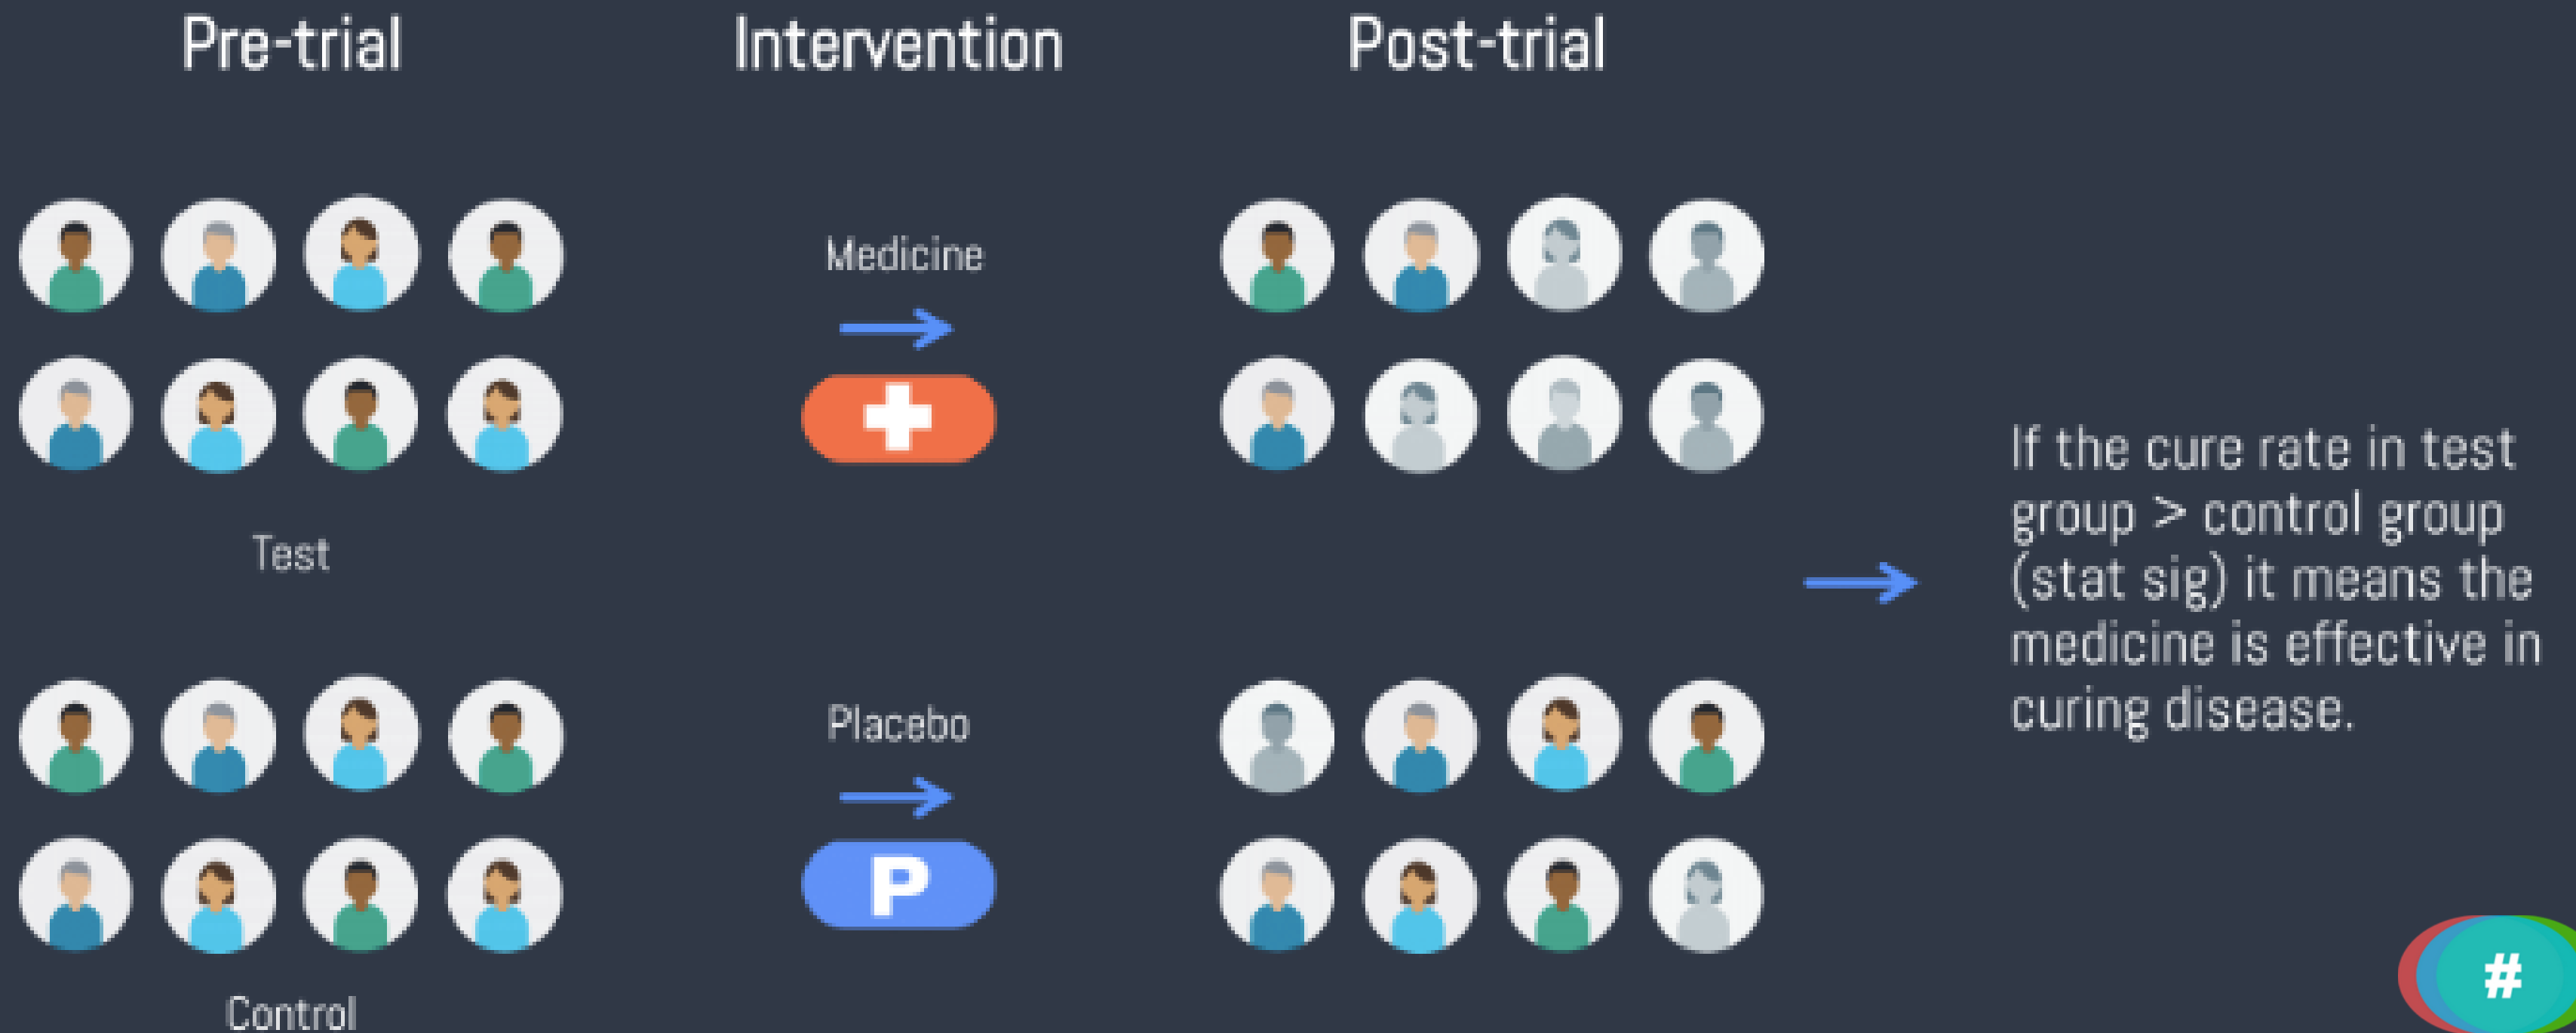 Pre-trial
Intervention
Post-trial
Medicine
Test
Placebo
P
Control
If the cure rate in test
group > control group
(stat sig) it means the
medicine is effective in
curing disease.
#